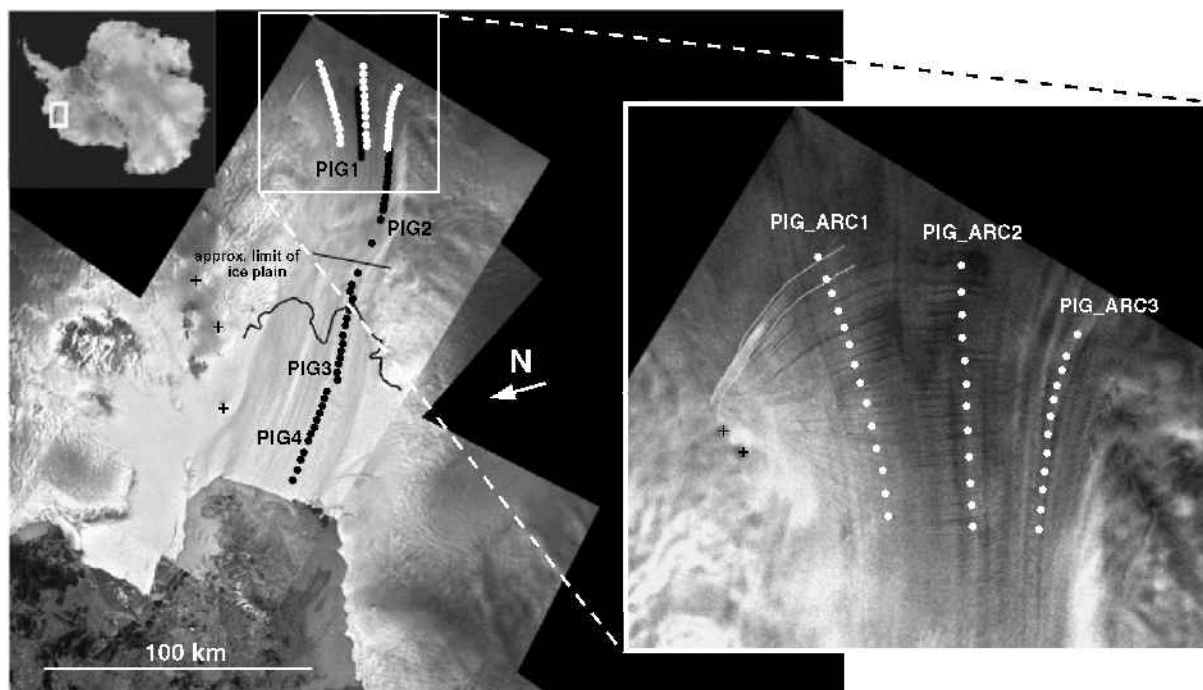 PIG1
PIG2
approx. limit of
ice plain
PIG3
PIG4
N
100 km
PIG_ARC1
PIG_ARC2
PIG_ARC3